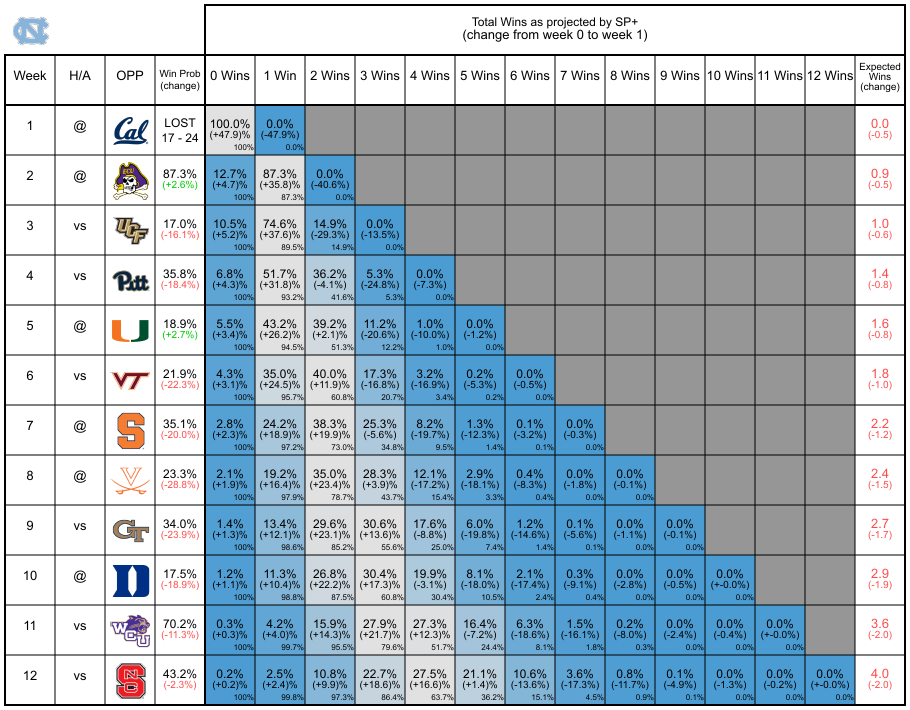 NC
Total Wins as projected by SP+
(change from week 0 to week 1)
Week H/A OPP Win Prob (change) 0 Wins 1 Win 2 Wins 3 Wins 4 Wins 5 Wins 6 Wins 7 Wins 8 Wins 9 Wins 10 Wins 11 Wins 12 Wins Expected Wins (change)
1 @ Cal LOST 100.0% 0.0% 0.0
17 - 24 (+47.9)% (-47.9%) (-0.5)
100% 0.0%
2 @ ECU 87.3% 12.7% 87.3% 0.0% 0.9
(+2.6%) (+4.7)% (+35.8)% (-40.6%) (-0.5)
100% 87.3% 0.0%
3 vs UCF 17.0% 10.5% 74.6% 14.9% 0.0% 1.0
(-16.1%) (+5.2)% (+37.6)% (-29.3%) (-13.5%) (-0.6)
100% 89.5% 14.9% 0.0%
4 vs Pitt 35.8% 6.8% 51.7% 36.2% 5.3% 0.0% 1.4
(-18.4%) (+4.3)% (+31.8)% (-4.1%) (-24.8%) (-7.3%) (-0.8)
100% 93.2% 41.6% 5.3% 0.0%
5 @ U 18.9% 5.5% 43.2% 39.2% 11.2% 1.0% 0.0% 1.6
(+2.7%) (+3.4)% (+26.2)% (+2.1)% (-20.6%) (-10.0%) (-1.2%) (-0.8)
100% 94.5% 51.3% 12.2% 1.0% 0.0%
6 vs VT 21.9% 4.3% 35.0% 40.0% 17.3% 3.2% 0.2% 0.0% 1.8
(-22.3%) (+3.1)% (+24.5)% (+11.9)% (-16.8%) (-16.9%) (-5.3%) (-0.5%) (-1.0)
100% 95.7% 60.8% 20.7% 3.4% 0.2% 0.0%
7 @ S 35.1% 2.8% 24.2% 38.3% 25.3% 8.2% 1.3% 0.1% 0.0% 2.2
(-20.0%) (+2.3)% (+18.9)% (+19.9)% (-5.6%) (-19.7%) (-12.3%) (-3.2%) (-0.3%) (-1.2)
100% 97.2% 73.0% 34.8% 9.5% 1.4% 0.1% 0.0%
8 @ V 23.3% 2.1% 19.2% 35.0% 28.3% 12.1% 2.9% 0.4% 0.0% 0.0% 2.4
(-28.8%) (+1.9)% (+16.4)% (+23.4)% (+3.9)% (-17.2%) (-18.1%) (-8.3%) (-1.8%) (-0.1%) (-1.5)
100% 97.9% 78.7% 43.7% 15.4% 3.3% 0.4% 0.0% 0.0%
9 vs GT 34.0% 1.4% 13.4% 29.6% 30.6% 17.6% 6.0% 1.2% 0.1% 0.0% 0.0% 2.7
(-23.9%) (+1.3)% (+12.1)% (+23.1)% (+13.6)% (-8.8%) (-19.8%) (-14.6%) (-5.6%) (-1.1%) (-0.1%) (-1.7)
100% 98.6% 85.2% 55.6% 25.0% 7.4% 1.4% 0.1% 0.0% 0.0%
10 @ D 17.5% 1.2% 11.3% 26.8% 30.4% 19.9% 8.1% 2.1% 0.3% 0.0% 0.0% 0.0% 2.9
(-18.9%) (+1.1)% (+10.4)% (+22.2)% (+17.3)% (-3.1%) (-18.0%) (-17.4%) (-9.1%) (-2.8%) (-0.5%) (+-0.0%) (-1.9)
100% 98.8% 87.5% 60.8% 30.4% 10.5% 2.4% 0.4% 0.0% 0.0% 0.0%
11 vs WCU 70.2% 0.3% 4.2% 15.9% 27.9% 27.3% 16.4% 6.3% 1.5% 0.2% 0.0% 0.0% 0.0% 3.6
(-11.3%) (+0.3)% (+4.0)% (+14.3)% (+21.7)% (+12.3)% (-7.2%) (-18.6%) (-16.1%) (-8.0%) (-2.4%) (-0.4%) (+-0.0%) (-2.0)
100% 99.7% 95.5% 79.6% 51.7% 24.4% 8.1% 1.8% 0.3% 0.0% 0.0% 0.0%
12 vs S 43.2% 0.2% 2.5% 10.8% 22.7% 27.5% 21.1% 10.6% 3.6% 0.8% 0.1% 0.0% 0.0% 0.0% 4.0
(-2.3%) (+0.2)% (+2.4)% (+9.9)% (+18.6)% (+16.6)% (+1.4)% (-13.6%) (-17.3%) (-11.7%) (-4.9%) (-1.3%) (-0.2%) (+-0.0%) (-2.0)
100% 99.8% 97.3% 86.4% 63.7% 36.2% 15.1% 4.5% 0.9% 0.1% 0.0% 0.0% 0.0%